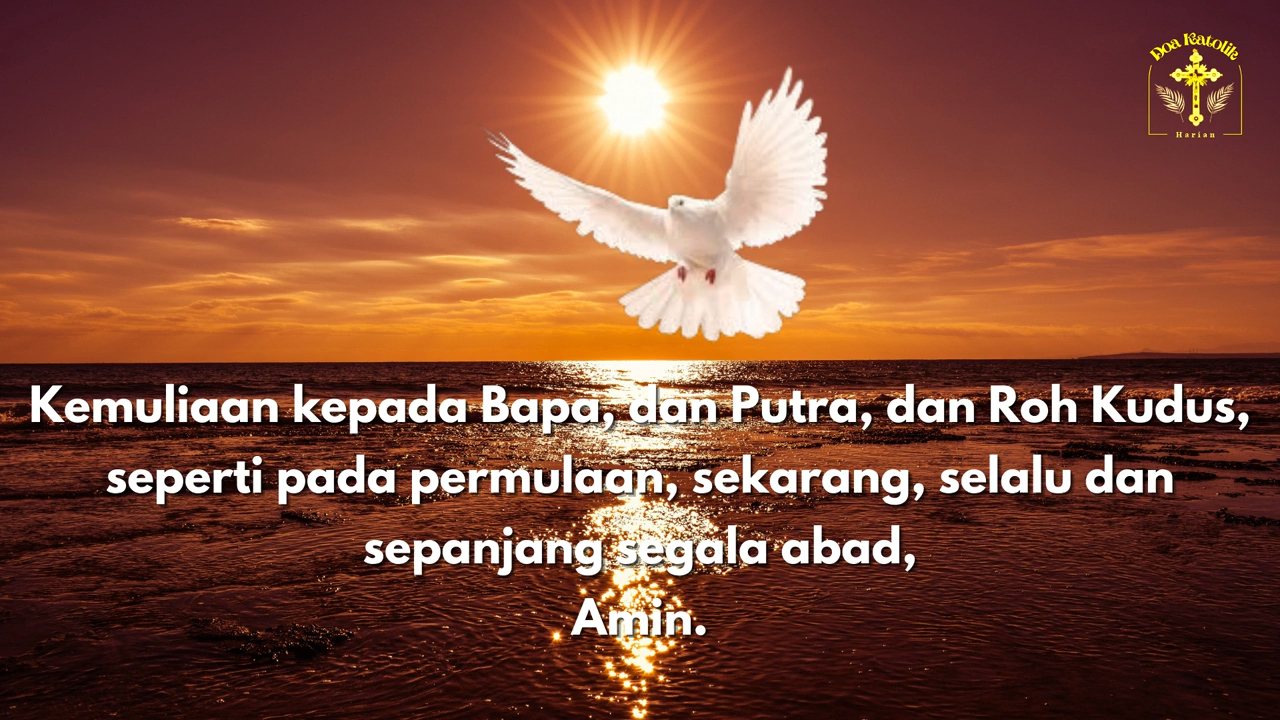 Doa Katolik
Harian
Kemuliaan kepada Bapa, dan Putra, dan Roh Kudus,
seperti pada permulaan, sekarang, selalu dan
sepanjang segala abad,
Amin.